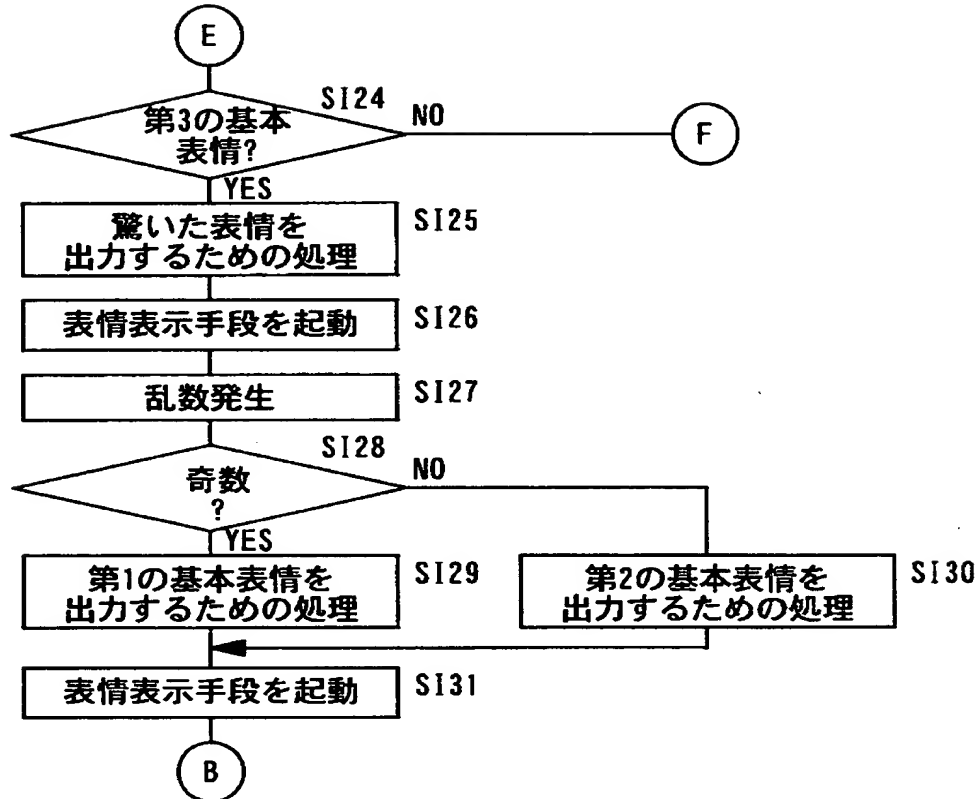 E
SI24
第3の基本
表情?
NO
F
YES
驚いた表情を
出力するための処理
SI25
表情表示手段を起動
SI26
乱数発生
SI27
SI28
奇数
?
NO
YES
第1の基本表情を
出力するための処理
SI29
第2の基本表情を
出力するための処理
SI30
表情表示手段を起動
SI31
B